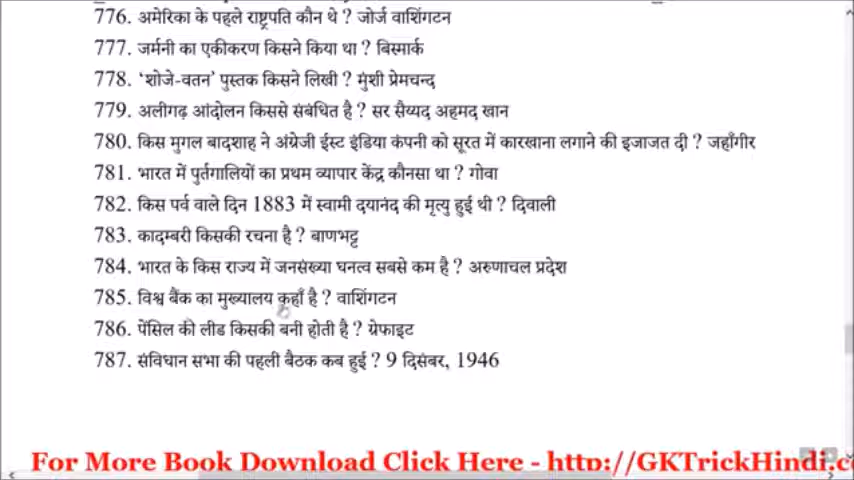 776. अमेरिका के पहले राष्ट्रपति कौन थे ? जोर्ज वाशिंगटन
777. जर्मनी का एकीकरण किसने किया था ? बिस्मार्क
778. ‘शोजे-वतन’ पुस्तक किसने लिखी ? मुंशी प्रेमचन्द
779. अलीगढ़ आंदोलन किससे संबंधित है ? सर सैय्यद अहमद खान
780. किस मुगल बादशाह ने अंग्रेजी ईस्ट इंडिया कंपनी को सूरत में कारखाना लगाने की इजाजत दी ? जहाँगीर
781. भारत में पुर्तगालियों का प्रथम व्यापार केंद्र कौनसा था ? गोवा
782. किस पर्व वाले दिन 1883 में स्वामी दयानंद की मृत्यु हुई थी ? दिवाली
783. कादम्बरी किसकी रचना है ? बाणभट्ट
784. भारत के किस राज्य में जनसंख्या घनत्व सबसे कम है ? अरुणाचल प्रदेश
785. विश्व बैंक का मुख्यालय कहाँ है ? वाशिंगटन
786. पेंसिल की लीड किसकी बनी होती है ? ग्रेफाइट
787. संविधान सभा की पहली बैठक कब हुई ? 9 दिसंबर, 1946
For More Book Download Click Here - http://GKTrickHindi.c